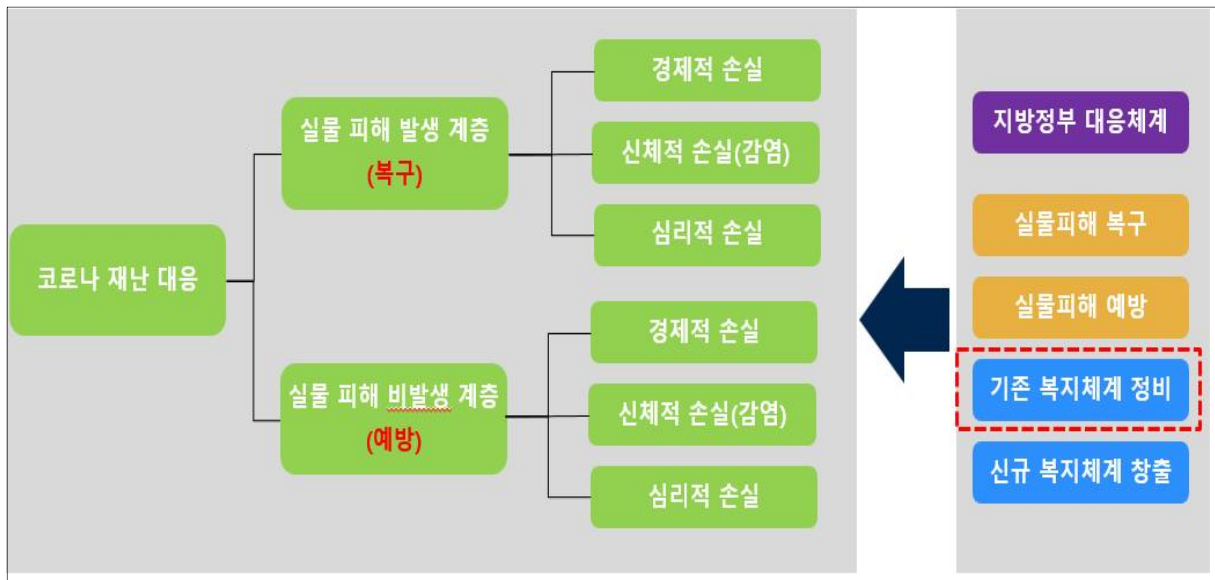 코로나 재난 대응
실물 피해 발생 계층
(복구)
경제적 손실
신체적 손실(감염)
심리적 손실
실물 피해 비발생 계층
(예방)
경제적 손실
신체적 손실(감염)
심리적 손실
지방정부 대응체계
실물피해 복구
실물피해 예방
기존 복지체계 정비
신규 복지체계 창출